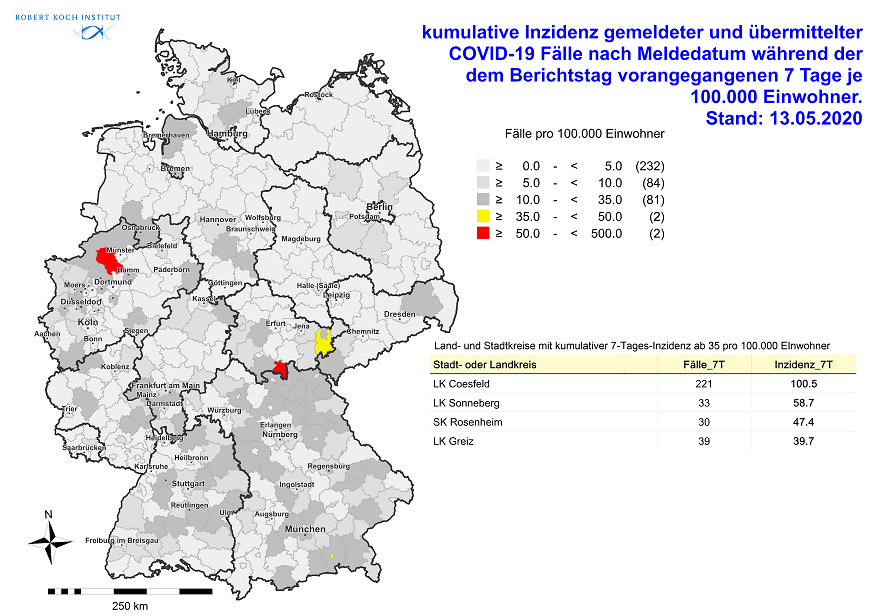 ROBERT KOCH INSTITUT
kumulative Inzidenz gemeldeter und übermittelter
COVID-19 Fälle nach Meldedatum während der
dem Berichtstag vorangegangenen 7 Tage je
100.000 Einwohner.
Stand: 13.05.2020
Fälle pro 100.000 Einwohner
≥ 0.0 - < 5.0 (232)
≥ 5.0 - < 10.0 (84)
≥ 10.0 - < 35.0 (81)
≥ 35.0 - < 50.0 (2)
≥ 50.0 - < 500.0 (2)
Kiel
Rostock
Lübeck
Bremerhaven
Hamburg
Bremen
Berlin
Potsdam
Osnabrück
Hannover
Wolfsburg
Braunschweig
Magdeburg
Münster
Bielefeld
Hamm
Paderborn
Moers
Dortmund
Göttingen
Halle (Saale)
Leipzig
Düsseldorf
Kassel
Dresden
Köln
Siegen
Erfurt
Jena
Chemnitz
Aachen
Bonn
Koblenz
Frankfurt am Main
Mainz
Darmstadt
Trier
Würzburg
Erlangen
Nürnberg
Saarbrücken
Heidelberg
Heilbronn
Karlsruhe
Regensburg
Stuttgart
Ingolstadt
Reutlingen
Ulm
Augsburg
München
Freiburg im Breisgau
Land- und Stadtkreise mit kumulativer 7-Tages-Inzidenz ab 35 pro 100.000 EInwohner
Stadt- oder Landkreis Fälle_7T Inzidenz_7T
LK Coesfeld 221 100.5
LK Sonneberg 33 58.7
SK Rosenheim 30 47.4
LK Greiz 39 39.7
N
250 km